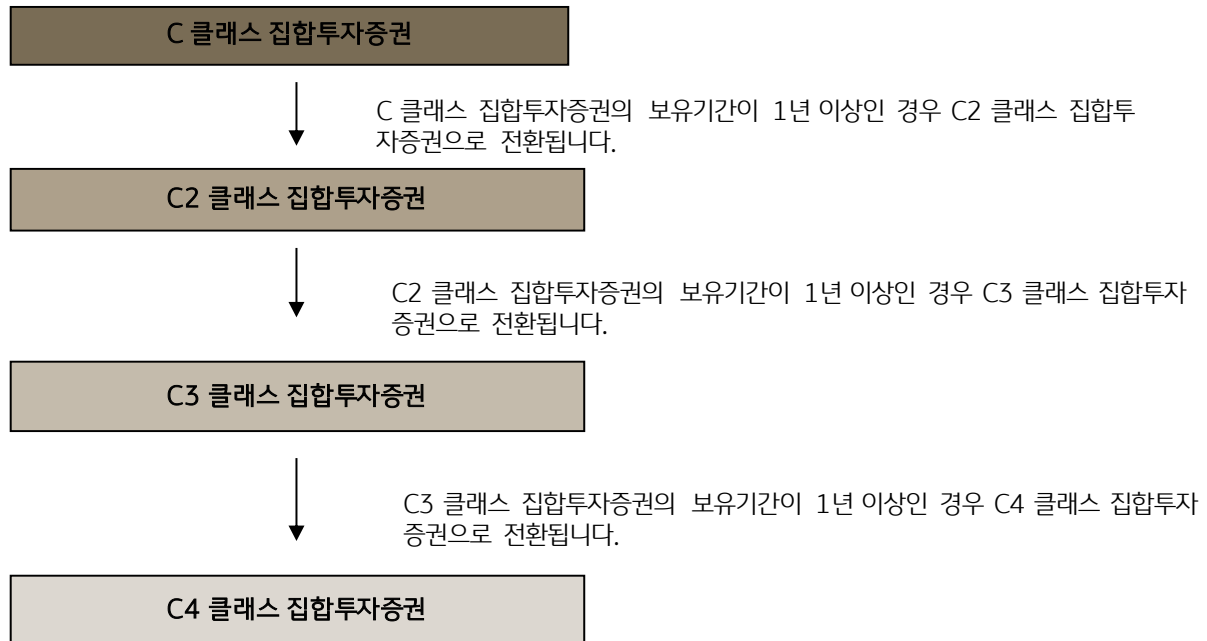 C 클래스 집합투자증권
C 클래스 집합투자증권의 보유기간이 1년 이상인 경우 C2 클래스 집합투
자증권으로 전환됩니다.
C2 클래스 집합투자증권
C2 클래스 집합투자증권의 보유기간이 1년 이상인 경우 C3 클래스 집합투자
증권으로 전환됩니다.
C3 클래스 집합투자증권
C3 클래스 집합투자증권의 보유기간이 1년 이상인 경우 C4 클래스 집합투자
증권으로 전환됩니다.
C4 클래스 집합투자증권